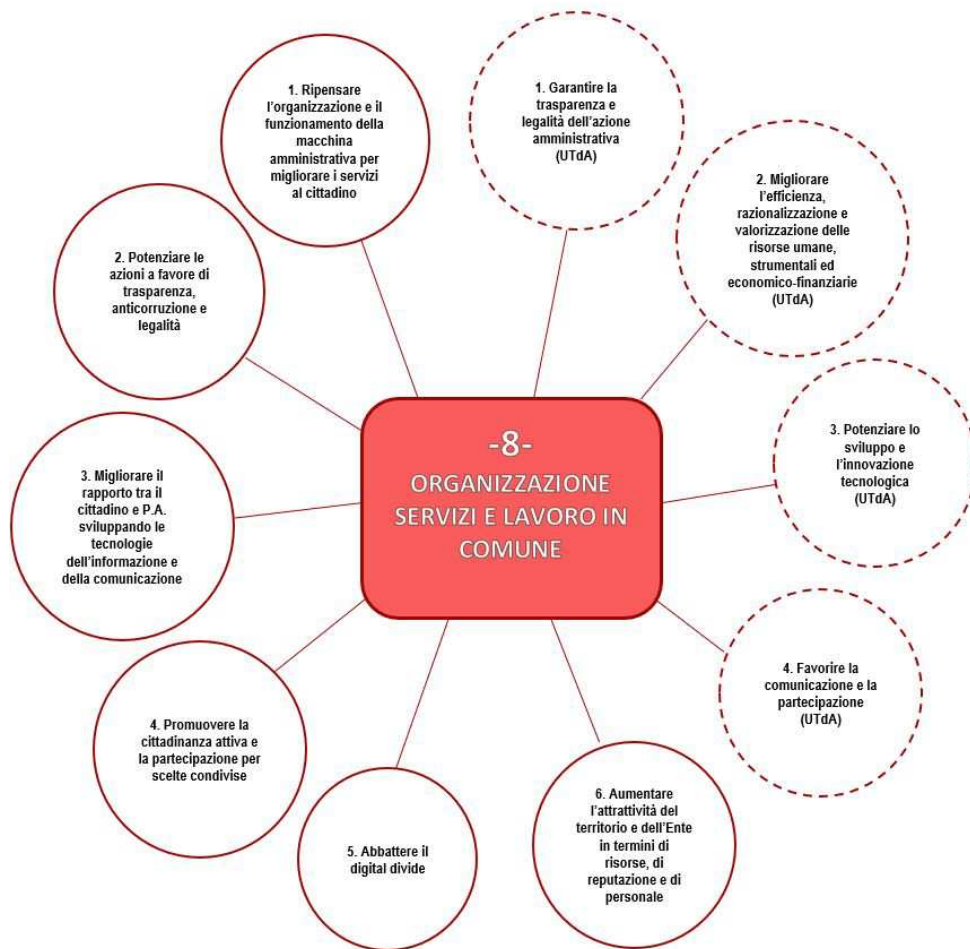 1. Ripensare
l'organizzazione e il
funzionamento della
macchina
amministrativa per
migliorare i servizi
al cittadino
1. Garantire la
trasparenza e
legalità dell'azione
amministrativa
(UTdA)
2. Migliorare
l'efficienza,
razionalizzazione e
valorizzazione delle
risorse umane,
strumentali ed
economico-finanziarie
(UTdA)
2. Potenziare le
azioni a favore di
trasparenza,
anticorruzione e
legalità
-8-
ORGANIZZAZIONE
SERVIZI E LAVORO IN
COMUNE
3. Potenziare lo
sviluppo e
l'innovazione
tecnologica
(UTdA)
3. Migliorare il
rapporto tra il
cittadino e P.A.
sviluppando le
tecnologie
dell'informazione e
della comunicazione
4. Favorire la
comunicazione e la
partecipazione
(UTdA)
4. Promuovere la
cittadinanza attiva e
la partecipazione per
scelte condivise
5. Abbattere il
digital divide
6. Aumentare
l'attrattività del
territorio e dell'Ente
in termini di
risorse, di
reputazione e di
personale